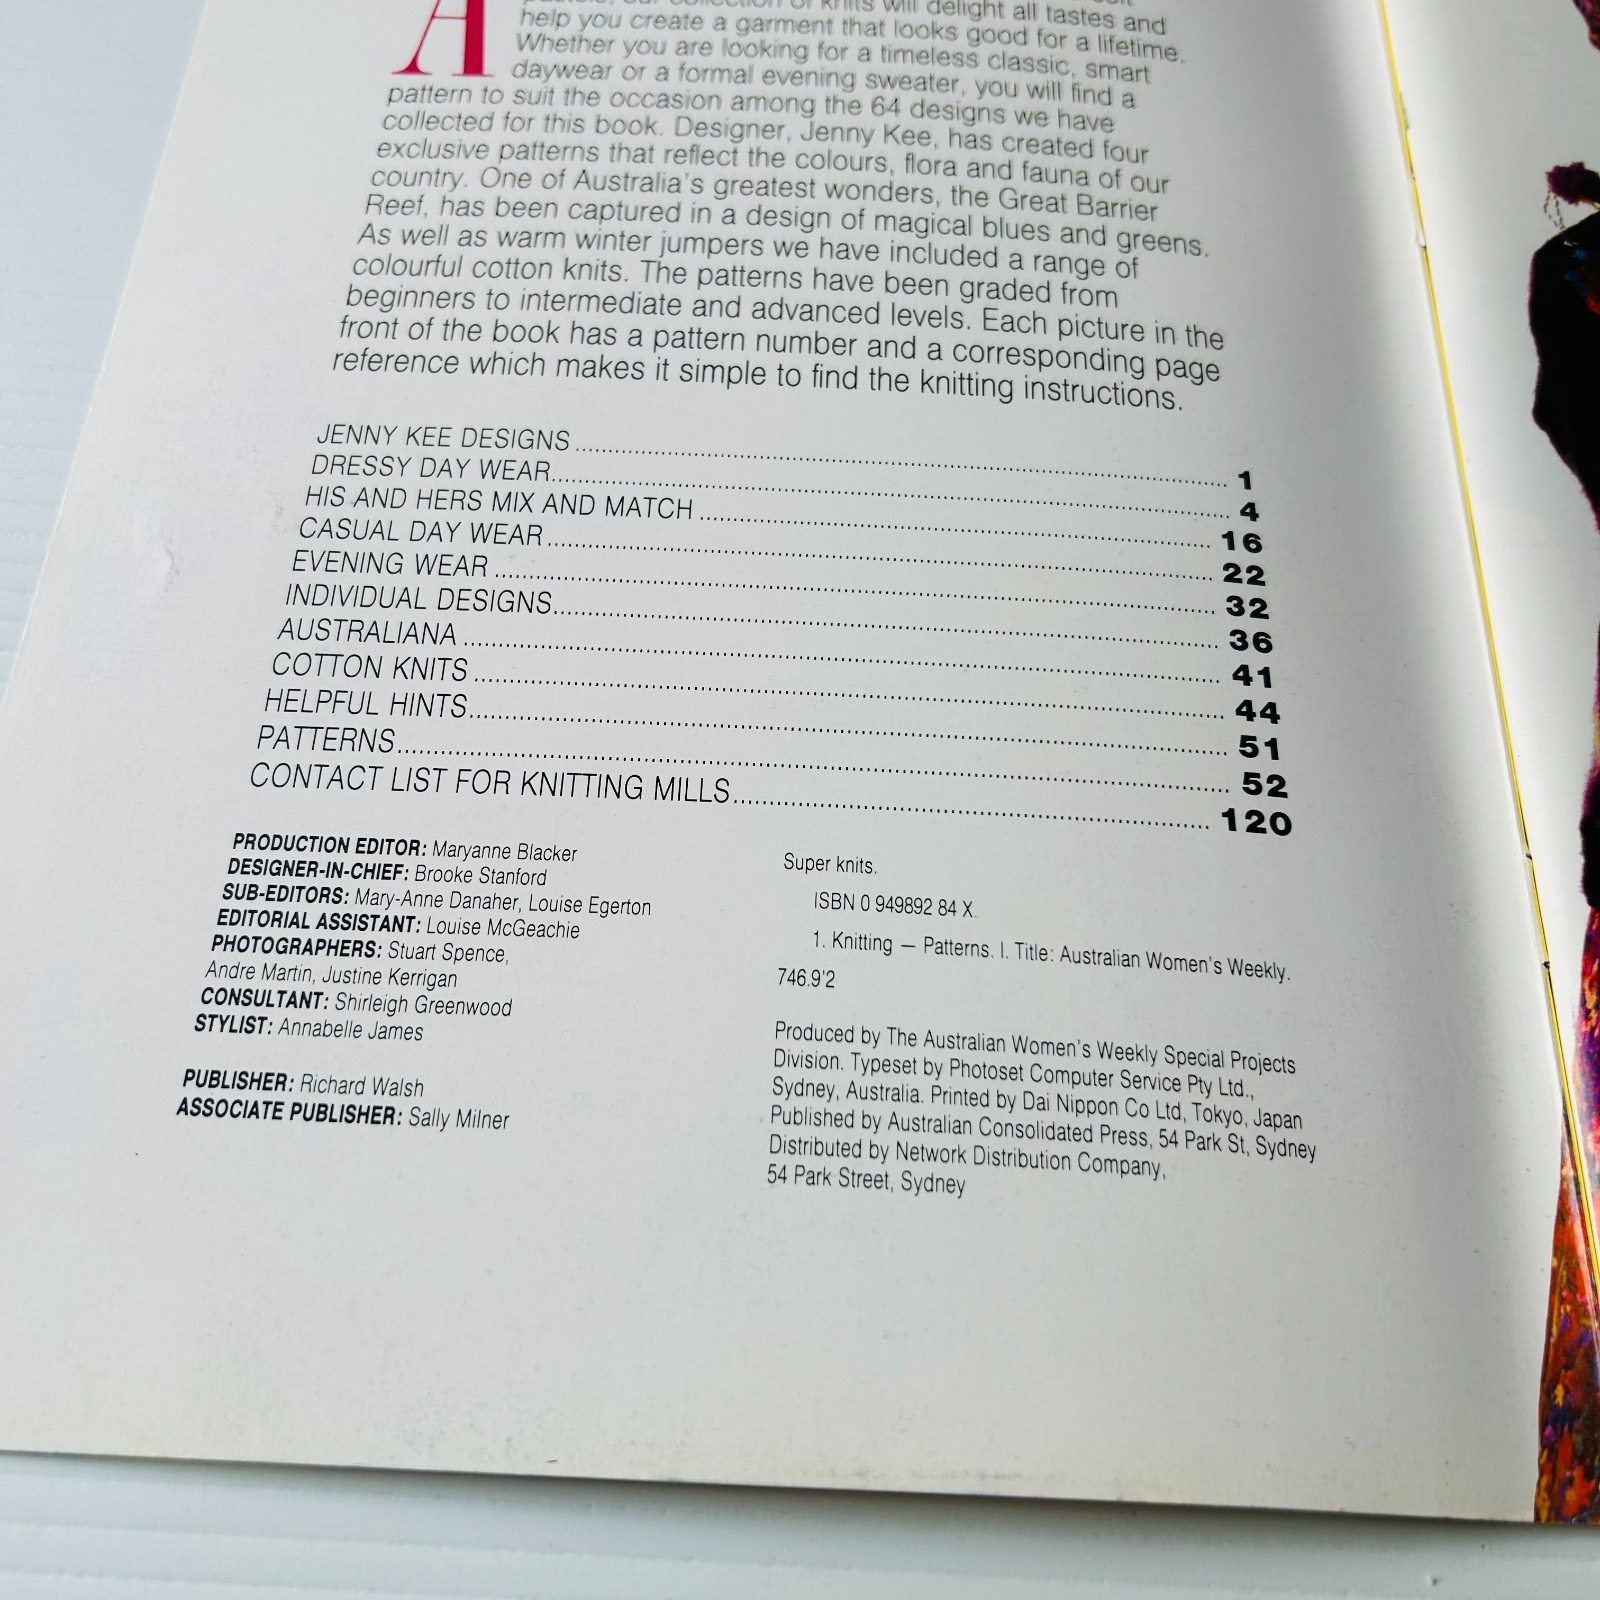 knits will delight all tastes and
A help you create a garment that looks good for a lifetime.
Whether you are looking for a timeless classic, smart
daywear or a formal evening sweater, you will find a
pattern to suit the occasion among the 64 designs we have
collected for this book. Designer, Jenny Kee, has created four
exclusive patterns that reflect the colours, flora and fauna of our
country. One of Australia's greatest wonders, the Great Barrier
Reef, has been captured in a design of magical blues and greens.
As well as warm winter jumpers we have included a range of
colourful cotton knits. The patterns have been graded from
beginners to intermediate and advanced levels. Each picture in the
front of the book has a pattern number and a corresponding page
reference which makes it simple to find the knitting instructions.
JENNY KEE DESIGNS ........ 1
DRESSY DAY WEAR ........ 4
HIS AND HERS MIX AND MATCH ........ 16
CASUAL DAY WEAR ........ 22
EVENING WEAR ........ 32
INDIVIDUAL DESIGNS ........ 36
AUSTRALIANA ........ 41
COTTON KNITS ........ 44
HELPFUL HINTS ........ 51
PATTERNS ........ 52
CONTACT LIST FOR KNITTING MILLS ........ 120
PRODUCTION EDITOR: Maryanne Blacker
DESIGNER-IN-CHIEF: Brooke Stanford
SUB-EDITORS: Mary-Anne Danaher, Louise Egerton
EDITORIAL ASSISTANT: Louise McGeachie
PHOTOGRAPHERS: Stuart Spence,
Andre Martin, Justine Kerrigan
CONSULTANT: Shirleigh Greenwood
STYLIST: Annabelle James
PUBLISHER: Richard Walsh
ASSOCIATE PUBLISHER: Sally Milner
Super knits.
ISBN 0 949892 84 X.
1. Knitting — Patterns. I. Title: Australian Women's Weekly.
746.9'2
Produced by The Australian Women's Weekly Special Projects
Division. Typeset by Photoset Computer Service Pty Ltd.,
Sydney, Australia. Printed by Dai Nippon Co Ltd, Tokyo, Japan
Published by Australian Consolidated Press, 54 Park St, Sydney
Distributed by Network Distribution Company,
54 Park Street, Sydney